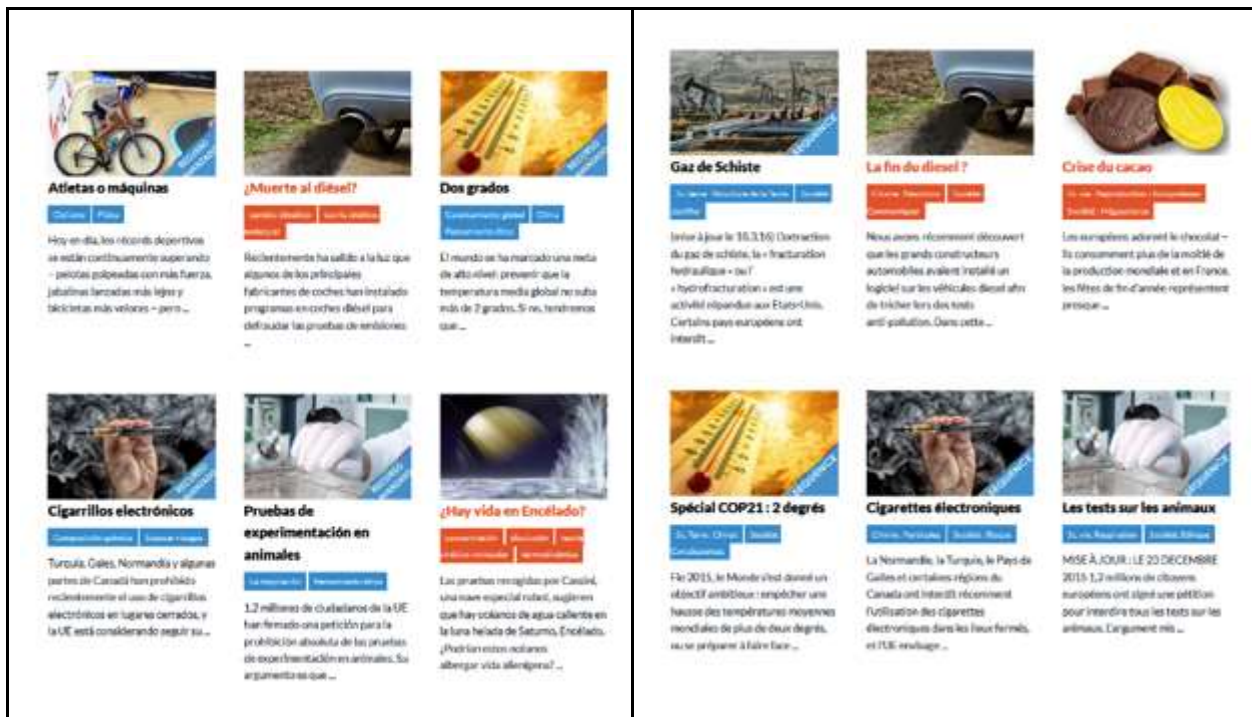 Atletas o máquinas
Hoy en día, los récords deportivos
se están continuamente superando
– pelotas golpeadas con más fuerza,
jabalinas lanzadas más lejos y
bicicletas más veloces – pero ...
¿Muerte al diésel?
Recientemente ha salido a la luz que
algunos de los principales
fabricantes de coches han instalado
programas en coches diésel para
defraudar las pruebas de emisiones
...
Dos grados
Calentamiento global Clima
El mundo se ha marcado una meta
de alto nivel: prevenir que la
temperatura media global no suba
más de 2 grados. Si no, tendremos
que ...
Cigarrillos electrónicos
Turquía, Gales, Normandía y algunas
partes de Canadá han prohibido
recientemente el uso de cigarrillos
electrónicos en lugares cerrados, y
la UE está considerando seguir su ...
Pruebas de
experimentación en
animales
1,2 millones de ciudadanos de la UE
han firmado una petición para la
prohibición absoluta de las pruebas
de experimentación en animales. Su
argumento es que ...
¿Hay vida en Encélado?
Las pruebas recogidas por Cassini,
una nave especial robot, sugieren
que hay océanos de agua caliente en
la luna helada de Saturno, Encélado.
¿Podrían estos océanos
albergar vida alienígena? ...
SÉQUENCE
Gaz de Schiste
(mise à jour le 18.3.16) L'extraction
du gaz de schiste, la « fracturation
hydraulique » ou l'
« hydrofracturation » est une
activité répandue aux Etats-Unis.
Certains pays européens ont
interdit ...
La fin du diesel ?
Nous avons récemment découvert
que les grands constructeurs
automobiles avaient installé un
logiciel sur les véhicules diesel afin
de tricher lors des tests
anti-pollution. Dans cette ...
Crise du cacao
Les européens adorent le chocolat –
ils consomment plus de la moitié de
la production mondiale et en France,
les fêtes de fin d'année représentent
presque ...
SÉQUENCE
Spécial COP21 : 2 degrés
En 2015, le Monde s'est donné un
objectif ambitieux : empêcher une
hausse des températures moyennes
mondiales de plus de deux degrés,
ou se préparer à faire face ...
SÉQUENCE
Cigarettes électroniques
La Normandie, la Turquie, le Pays de
Galles et certaines régions du
Canada ont interdit récemment
l'utilisation des cigarettes
électroniques dans les lieux fermés,
et l'UE envisage ...
SÉQUENCE
Les tests sur les animaux
MISE À JOUR : LE 20 DECEMBRE
2015 1,2 millions de citoyens
européens ont signé une pétition
pour interdire tous les tests sur les
animaux. L'argument mis ...